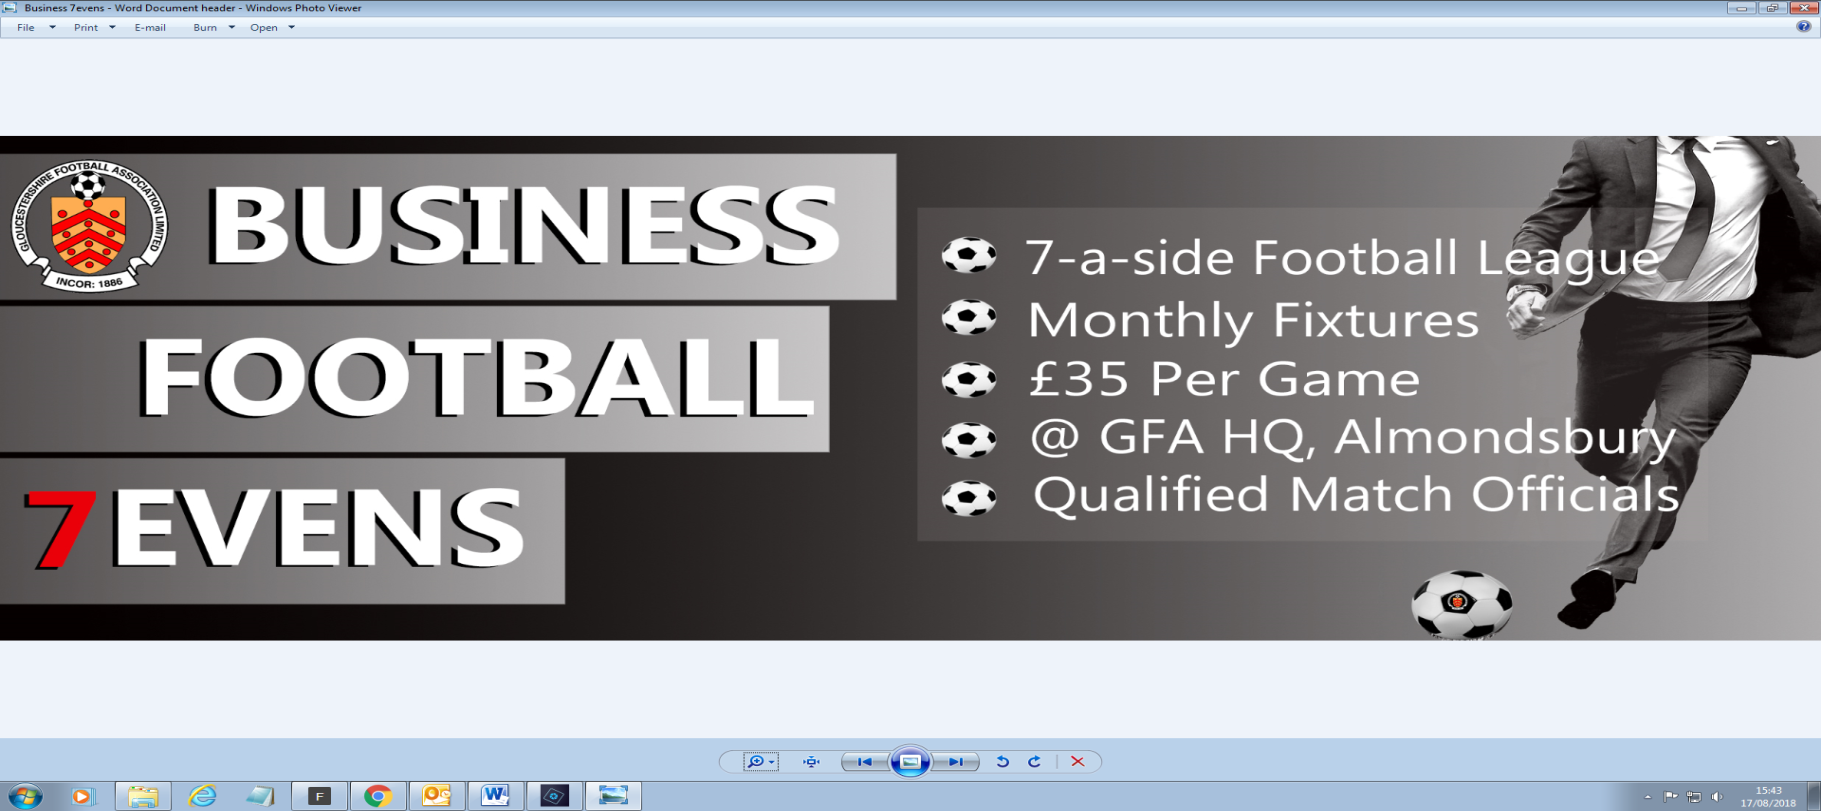 Business 7evens - Word Document header - Windows Photo Viewer
File Print E-mail Burn Open
GLOUCESTERSHIRE FOOTBALL ASSOCIATION LIMITED
INCOR: 1886
BUSINESS
FOOTBALL
7EVENS
7-a-side Football League
Monthly Fixtures
£35 Per Game
@ GFA HQ, Almondsbury
Qualified Match Officials
F
15:43
17/08/2018